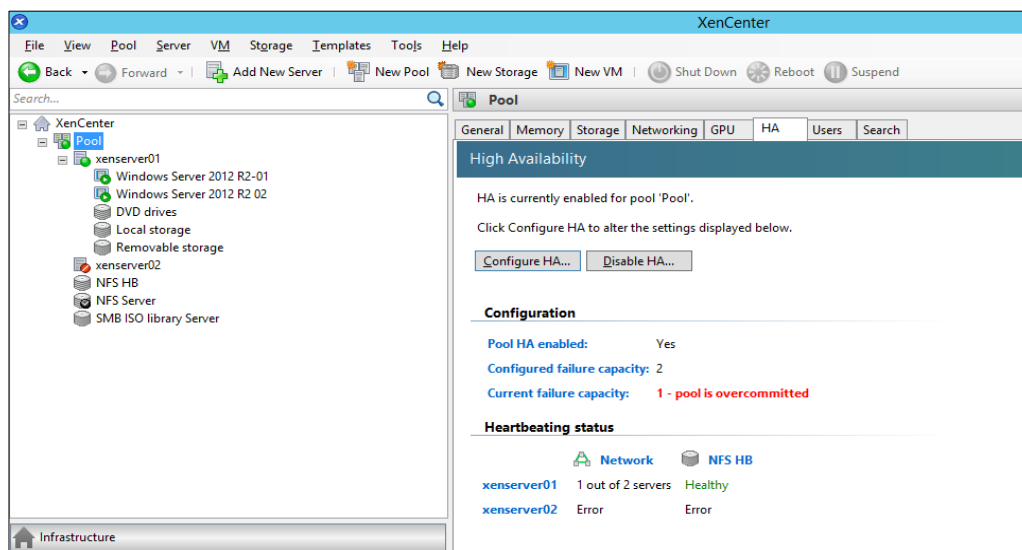 XenCenter
File View Pool Server VM Storage Templates Tools Help
Back Forward Add New Server New Pool New Storage New VM Shut Down Reboot Suspend
Search...
XenCenter
Pool
xenserver01
Windows Server 2012 R2-01
Windows Server 2012 R2 02
DVD drives
Local storage
Removable storage
xenserver02
NFS HB
NFS Server
SMB ISO library Server
Infrastructure
Pool
General Memory Storage Networking GPU HA Users Search
High Availability
HA is currently enabled for pool 'Pool'.
Click Configure HA to alter the settings displayed below.
Configure HA... Disable HA...
Configuration
Pool HA enabled: Yes
Configured failure capacity: 2
Current failure capacity: 1 - pool is overcommitted
Heartbeating status
Network NFS HB
xenserver01 1 out of 2 servers Healthy
xenserver02 Error Error